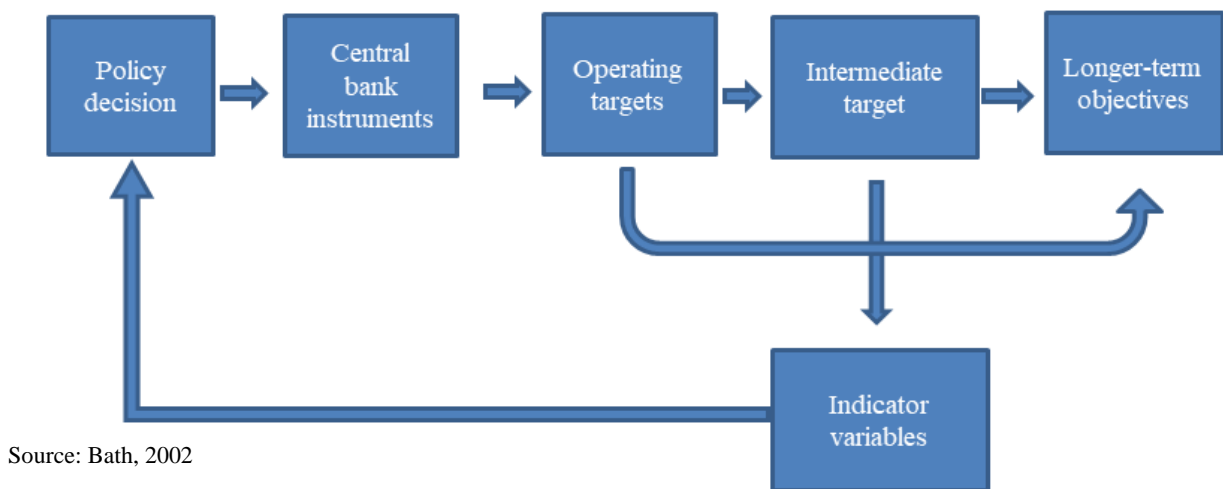 Policy
decision
Central
bank
instruments
Operating
targets
Intermediate
target
Longer-term
objectives
Indicator
variables
Source: Bath, 2002